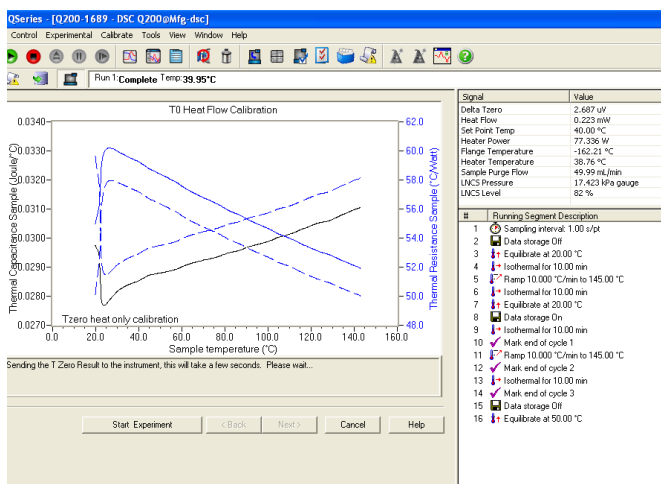 QSeries - [Q200-1689 - DSC Q200@Mfg-dsc]
Control Experimental Calibrate Tools View Window Help
Run 1: Complete Temp: 39.95°C
T0 Heat Flow Calibration
0.0340
0.0330
0.0320
0.0310
0.0300
0.0290
0.0280
0.0270
Thermal Capacitance Sample (Joule/°C)
62.0
60.0
58.0
56.0
54.0
52.0
50.0
48.0
Thermal Resistance Sample (°C/Watt)
Tzero heat only calibration
0.0 20.0 40.0 60.0 80.0 100.0 120.0 140.0 160.0
Sample temperature (°C)
Sending the T Zero Result to the instrument, this will take a few seconds. Please wait...
Start Experiment < Back Next > Cancel Help
Signal Value
Delta Tzero 2.687 uV
Heat Flow 0.223 mW
Set Point Temp 40.00 °C
Heater Power 77.336 W
Flange Temperature -162.21 °C
Heater Temperature 38.76 °C
Sample Purge Flow 49.99 mL/min
LNCS Pressure 17.423 kPa gauge
LNCS Level 82 %
# Running Segment Description
1 Sampling interval: 1.00 s/pt
2 Data storage Off
3 Equilibrate at 20.00 °C
4 Isothermal for 10.00 min
5 Ramp 10.000 °C/min to 145.00 °C
6 Isothermal for 10.00 min
7 Equilibrate at 20.00 °C
8 Data storage On
9 Isothermal for 10.00 min
10 Mark end of cycle 1
11 Ramp 10.000 °C/min to 145.00 °C
12 Mark end of cycle 2
13 Isothermal for 10.00 min
14 Mark end of cycle 3
15 Data storage Off
16 Equilibrate at 50.00 °C